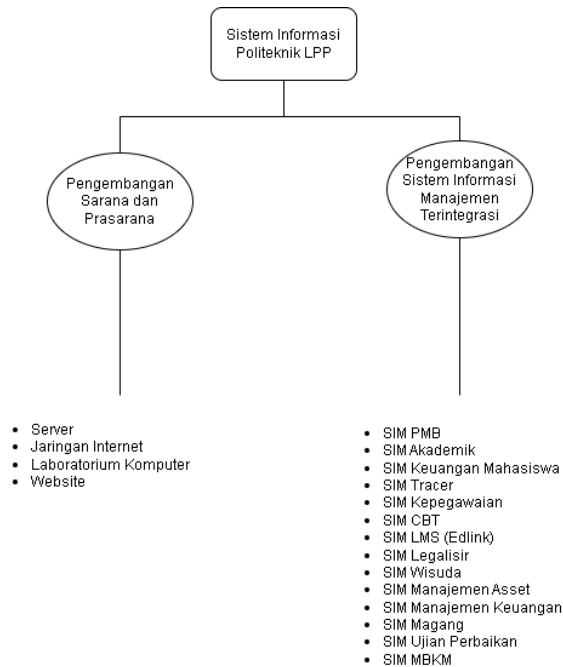 Sistem Informasi
Politeknik LPP
Pengembangan
Sarana dan
Prasarana
Pengembangan
Sistem Informasi
Manajemen
Terintegrasi
• Server
• Jaringan Internet
• Laboratorium Komputer
• Website
• SIM PMB
• SIM Akademik
• SIM Keuangan Mahasiswa
• SIM Tracer
• SIM Kepegawaian
• SIM CBT
• SIM LMS (Edlink)
• SIM Legalisir
• SIM Wisuda
• SIM Manajemen Asset
• SIM Manajemen Keuangan
• SIM Magang
• SIM Ujian Perbaikan
• SIM MBKM